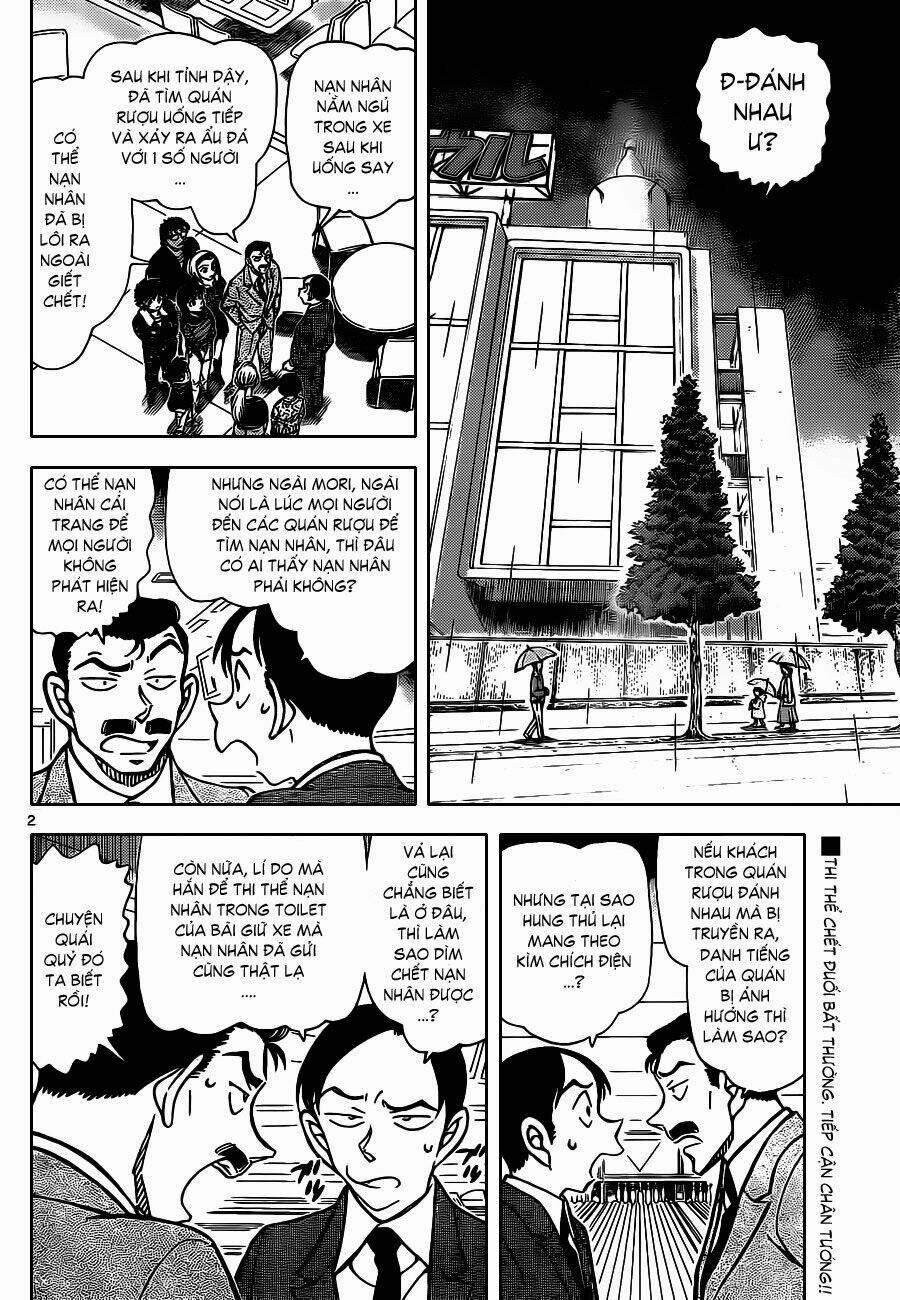 Đ-ĐÁNH
NHAU
Ư?
カル
NẠN NHÂN
NẰM NGỦ
TRONG XE
SAU KHI
UỐNG SAY
...
SAU KHI TỈNH DẬY,
ĐÃ TÌM QUÁN
RƯỢU UỐNG TIẾP
VÀ XẢY RA ẨU ĐẢ
VỚI 1 SỐ NGƯỜI
...
CÓ
THỂ
NẠN
NHÂN
ĐÃ BỊ
LÔI RA
NGOÀI
GIẾT
CHẾT!
NHƯNG NGÀI MORI, NGÀI
NÓI LÀ LÚC MỌI NGƯỜI
ĐẾN CÁC QUÁN RƯỢU ĐỂ
TÌM NẠN NHÂN, THÌ ĐÂU
CÓ AI THẤY NẠN NHÂN
PHẢI KHÔNG?
CÓ THỂ NẠN
NHÂN CẢI
TRANG ĐỂ
MỌI NGƯỜI
KHÔNG
PHÁT HIỆN
RA!
2
THI THỂ CHẾT ĐUỐI BẤT THƯỜNG, TIẾP CẬN CHÂN TƯỚNG!!
NẾU KHÁCH
TRONG QUÁN
RƯỢU ĐÁNH
NHAU MÀ BỊ
TRUYỀN RA,
DANH TIẾNG
CỦA QUÁN
BỊ ẢNH
HƯỞNG THÌ
LÀM SAO?
NHƯNG TẠI SAO
HUNG THỦ LẠI
MANG THEO
KÌM CHÍCH ĐIỆN
...?
VẢ LẠI
CŨNG
CHẲNG BIẾT
LÀ Ở ĐÂU,
THÌ LÀM
SAO DÌM
CHẾT NẠN
NHÂN ĐƯỢC
...?
CÒN NỮA, LÍ DO MÀ
HẮN ĐỂ THI THỂ NẠN
NHÂN TRONG TOILET
CỦA BÃI GIỮ XE MÀ
NẠN NHÂN ĐÃ GỬI
CŨNG THẬT LẠ
....
CHUYỆN
QUÁI
QUỶ ĐÓ
TA BIẾT
RỒI!